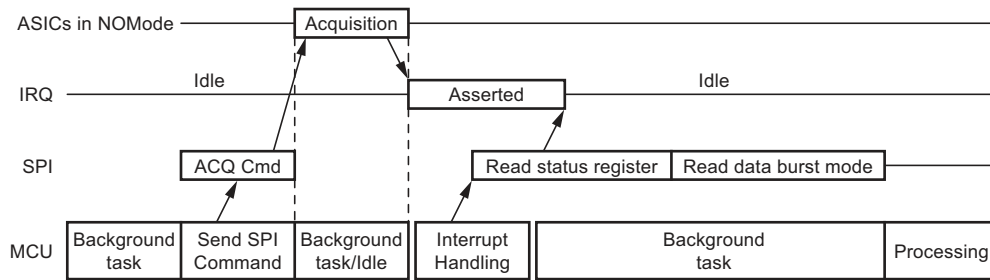 ASICs in NOMode
Acquisition
Idle
Idle
IRQ
Asserted
SPI
ACQ Cmd
Read status register
Read data burst mode
MCU
Background
task
Send SPI
Command
Background
task/Idle
Interrupt
Handling
Background
task
Processing